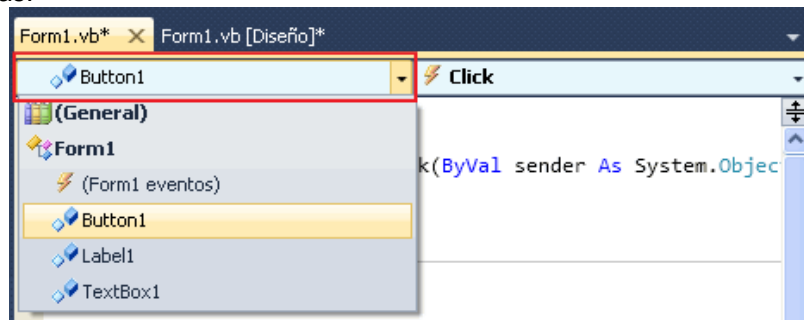 Form1.vb* × Form1.vb [Diseño]*
Button1 Click
(General)
Form1
k(ByVal sender As System.Objec
(Form1 eventos)
Button1
Label1
TextBox1